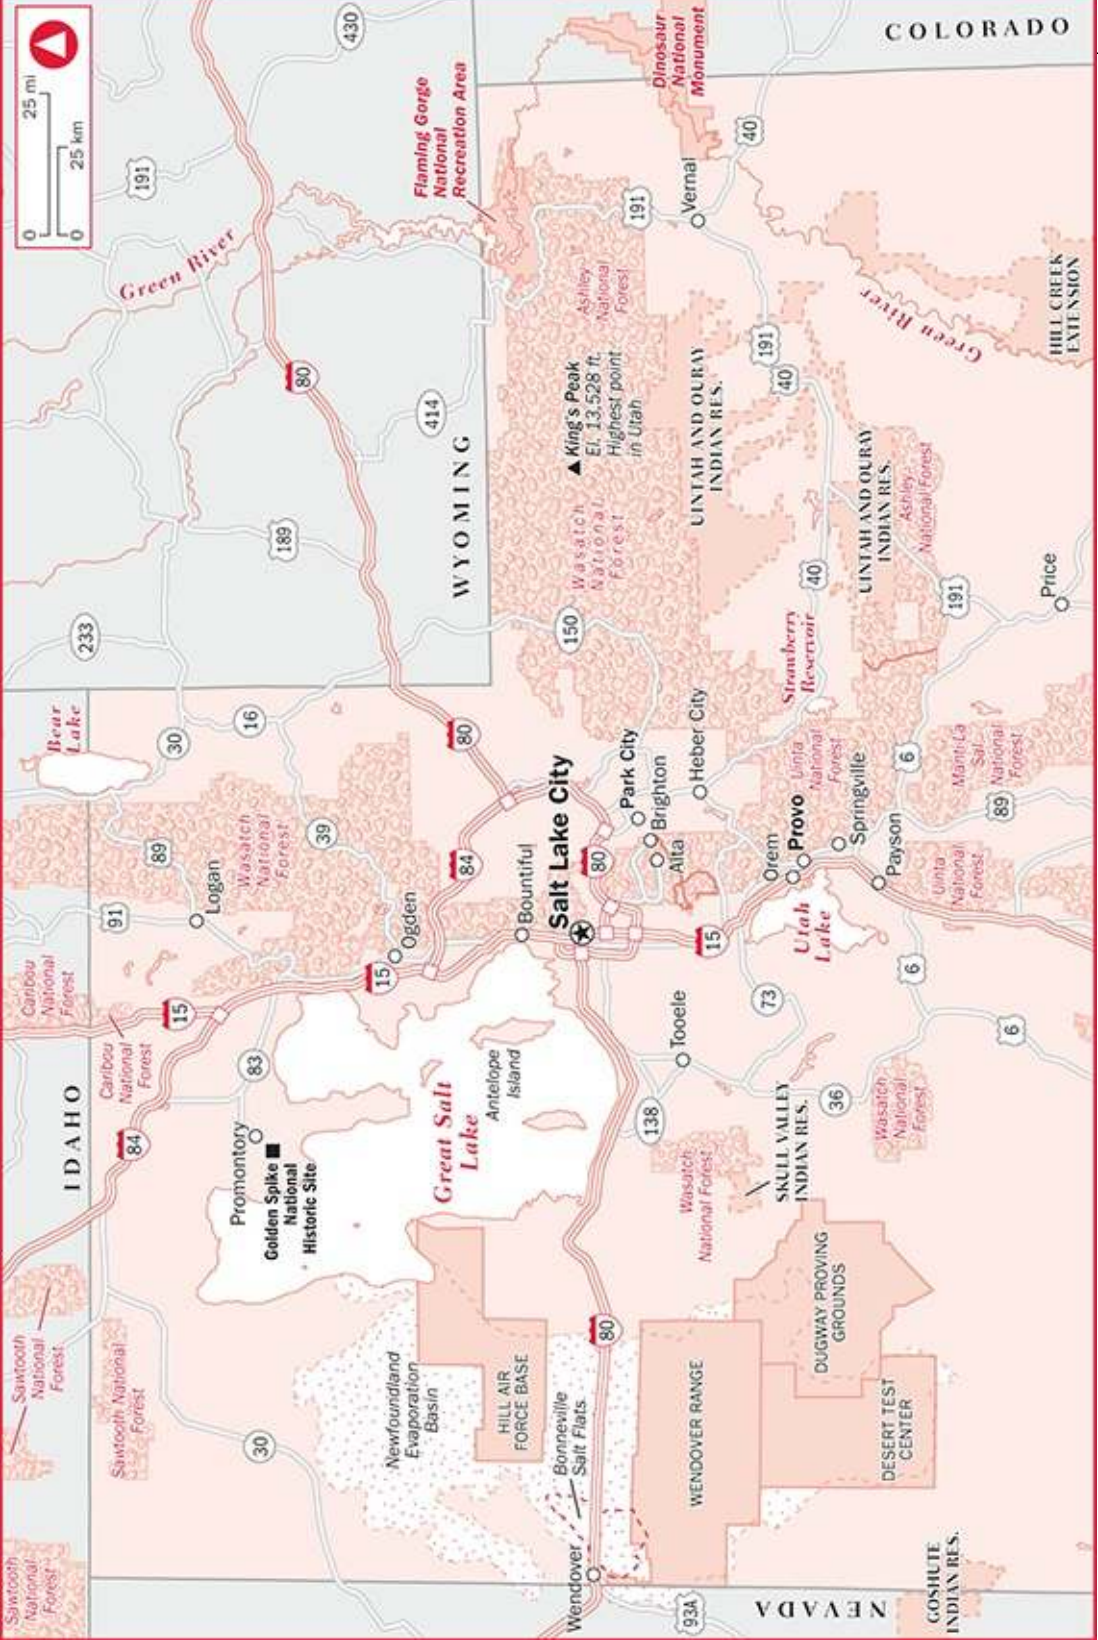 0
25 mi
0
25 km
IDAHO
WYOMING
COLORADO
NEVADA
Sawtooth
National
Forest
Sawtooth
National
Forest
Sawtooth National
Forest
Caribou
National
Forest
Caribou
National
Forest
84
15
91
89
Bear
Lake
30
16
233
189
191
430
Green River
80
414
Flaming Gorge
National
Recreation Area
Dinosaur
National
Monument
30
83
Promontory
Golden Spike
National
Historic Site
Logan
Wasatch
National
Forest
39
Ogden
15
84
80
Great Salt
Lake
Antelope
Island
Newfoundland
Evaporation
Basin
HILL AIR
FORCE BASE
Bonneville
Salt Flats
Wendover
93A
80
Bountiful
Salt Lake City
80
Park City
Brighton
Alta
Heber City
150
Wasatch
National
Forest
King's Peak
El. 13,528 ft.
Highest point
in Utah
Ashley
National
Forest
191
Vernal
40
191
40
UINTAH AND OURAY
INDIAN RES.
Green River
HILL CREEK
EXTENSION
WENDOVER RANGE
DUGWAY PROVING
GROUNDS
DESERT TEST
CENTER
GOSHUTE
INDIAN RES.
138
Tooele
Wasatch
National Forest
SKULL VALLEY
INDIAN RES.
73
36
Wasatch
National
Forest
15
Utah
Lake
Orem
Provo
Springville
Payson
Uinta
National
Forest
Strawberry
Reservoir
40
UINTAH AND OURAY
INDIAN RES.
Ashley
National Forest
191
6
6
6
Uinta
National
Forest
Manti-La
Sal
National
Forest
89
Price